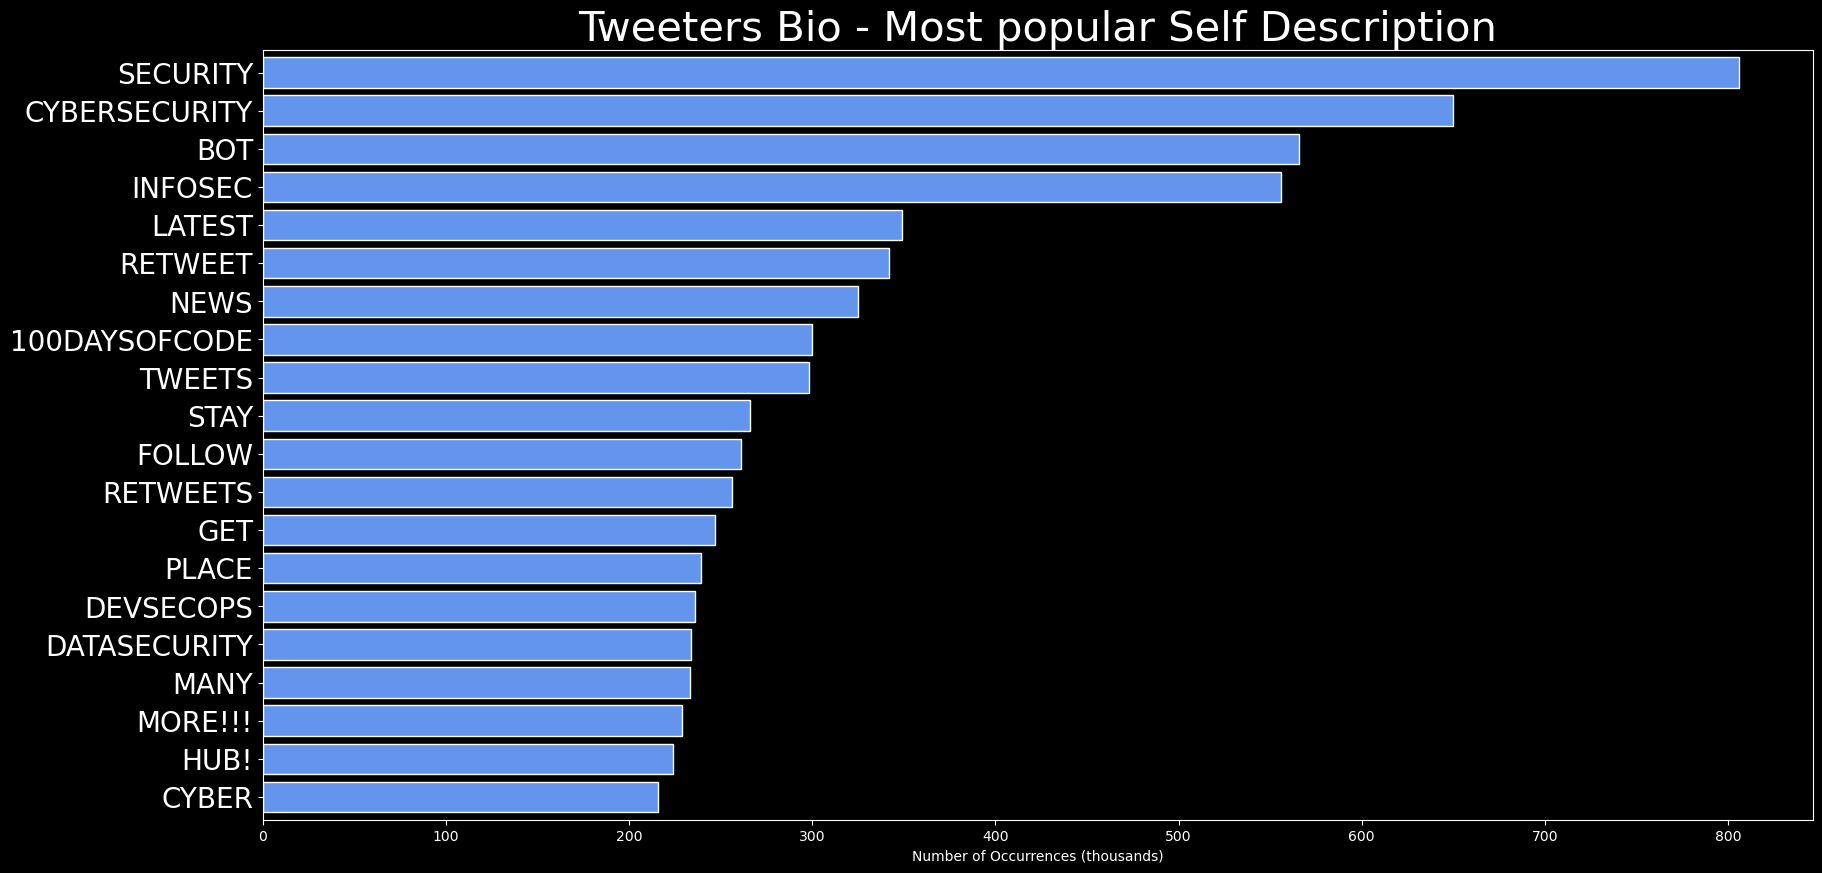 Tweeters Bio - Most popular Self Description
SECURITY
CYBERSECURITY
BOT
INFOSEC
LATEST
RETWEET
NEWS
100DAYSOFCODE
TWEETS
STAY
FOLLOW
RETWEETS
GET
PLACE
DEVSECOPS
DATASECURITY
MANY
MORE!!!
HUB!
CYBER
0 100 200 300 400 500 600 700 800
Number of Occurrences (thousands)